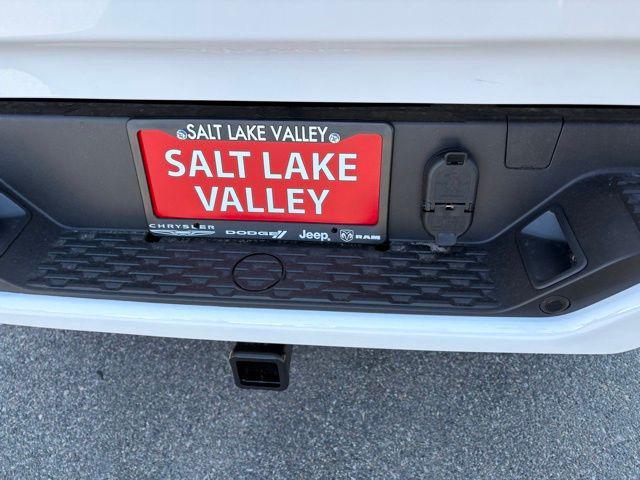 SALT LAKE VALLEY
SALT LAKE
VALLEY
CHRYSLER DODGE Jeep RAM